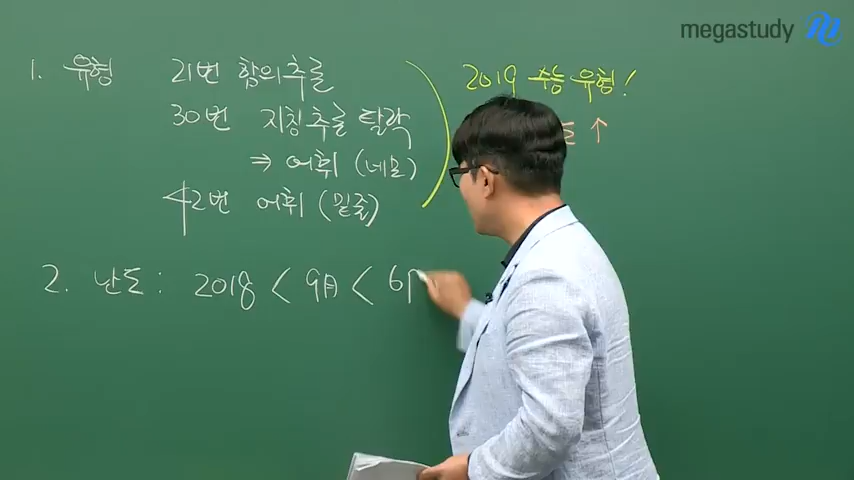 megastudy
1. 유형 21번 함의추론
30번 지칭추론 탈락
⇒ 어휘 (네모)
42번 어휘 (밑줄)
2019 수능 유형!
↑
2. 난도 : 2018 < 9月 < 6